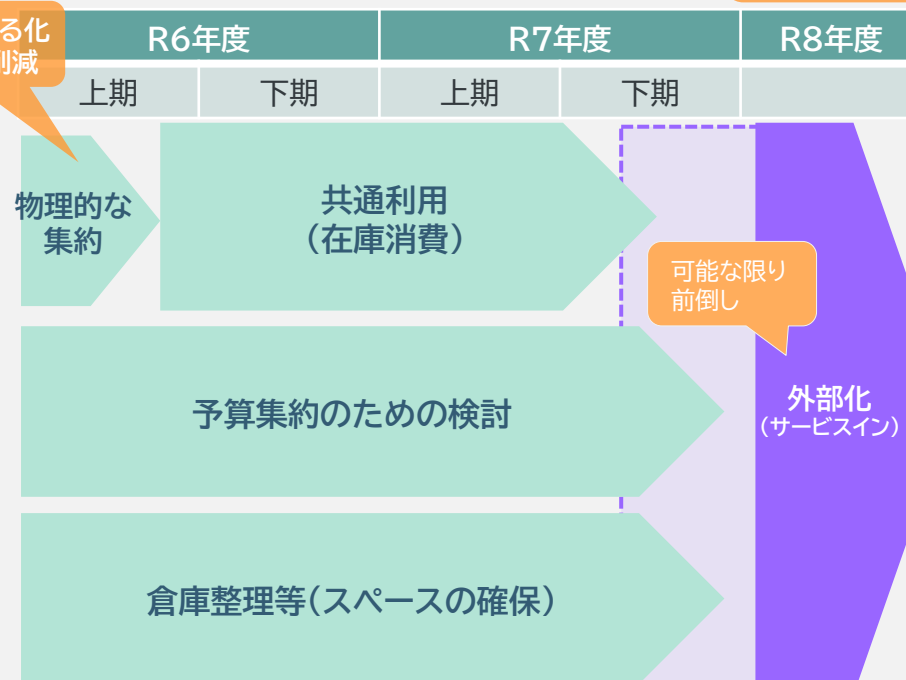 る化
削減
R6年度
R7年度
R8年度
上期
下期
上期
下期
物理的な
集約
共通利用
（在庫消費）
可能な限り
前倒し
予算集約のための検討
外部化
（サービスイン）
倉庫整理等（スペースの確保）